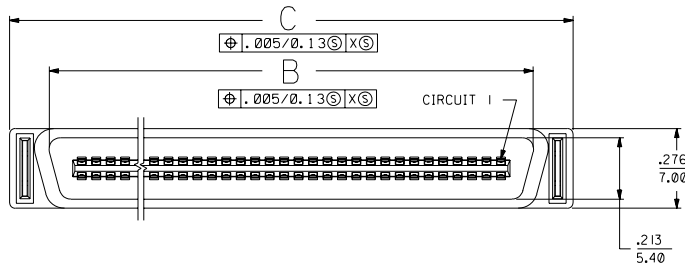 C
⌖ .005/0.13Ⓢ XⓈ
B
⌖ .005/0.13Ⓢ XⓈ
CIRCUIT 1
.276
7.00
.213
5.40